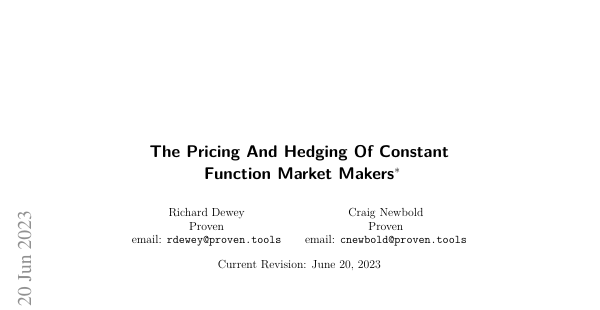 The Pricing And Hedging Of Constant
Function Market Makers*
Richard Dewey Craig Newbold
Proven Proven
email: rdewey@proven.tools email: cnewbold@proven.tools
Current Revision: June 20, 2023
20 Jun 2023